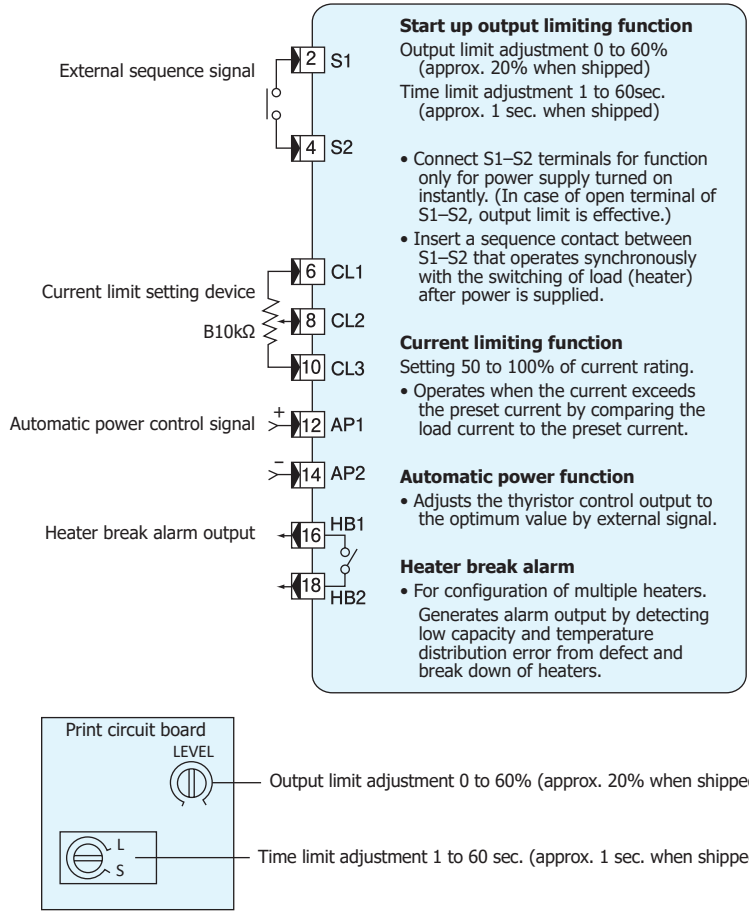 Start up output limiting function
Output limit adjustment 0 to 60%
(approx. 20% when shipped)
Time limit adjustment 1 to 60sec.
(approx. 1 sec. when shipped)
External sequence signal
2 S1
4 S2
• Connect S1–S2 terminals for function
only for power supply turned on
instantly. (In case of open terminal of
S1–S2, output limit is effective.)
• Insert a sequence contact between
S1–S2 that operates synchronously
with the switching of load (heater)
after power is supplied.
Current limit setting device
B10kΩ
6 CL1
8 CL2
10 CL3
Current limiting function
Setting 50 to 100% of current rating.
• Operates when the current exceeds
the preset current by comparing the
load current to the preset current.
Automatic power control signal
+
12 AP1
−
14 AP2
Automatic power function
• Adjusts the thyristor control output to
the optimum value by external signal.
Heater break alarm output
16 HB1
18 HB2
Heater break alarm
• For configuration of multiple heaters.
Generates alarm output by detecting
low capacity and temperature
distribution error from defect and
break down of heaters.
Print circuit board
LEVEL
Output limit adjustment 0 to 60% (approx. 20% when shippe
L
S
Time limit adjustment 1 to 60 sec. (approx. 1 sec. when shippe